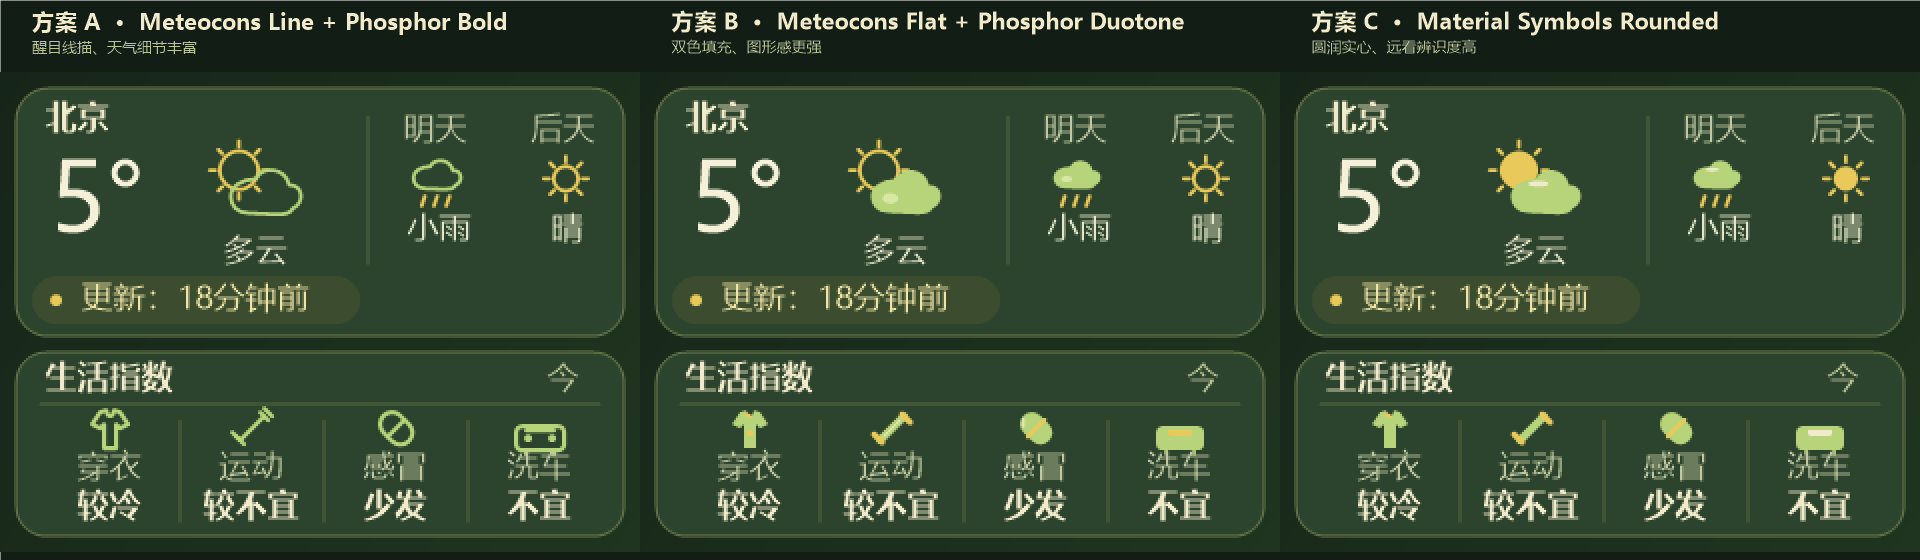 方案 A • Meteocons Line + Phosphor Bold
醒目线描、天气细节丰富
北京
5°
多云
明天
小雨
后天
晴
更新：18分钟前
生活指数
今
穿衣
较冷
运动
较不宜
感冒
少发
洗车
不宜
方案 B • Meteocons Flat + Phosphor Duotone
双色填充、图形感更强
北京
5°
多云
明天
小雨
后天
晴
更新：18分钟前
生活指数
今
穿衣
较冷
运动
较不宜
感冒
少发
洗车
不宜
方案 C • Material Symbols Rounded
圆润实心、远看辨识度高
北京
5°
多云
明天
小雨
后天
晴
更新：18分钟前
生活指数
今
穿衣
较冷
运动
较不宜
感冒
少发
洗车
不宜